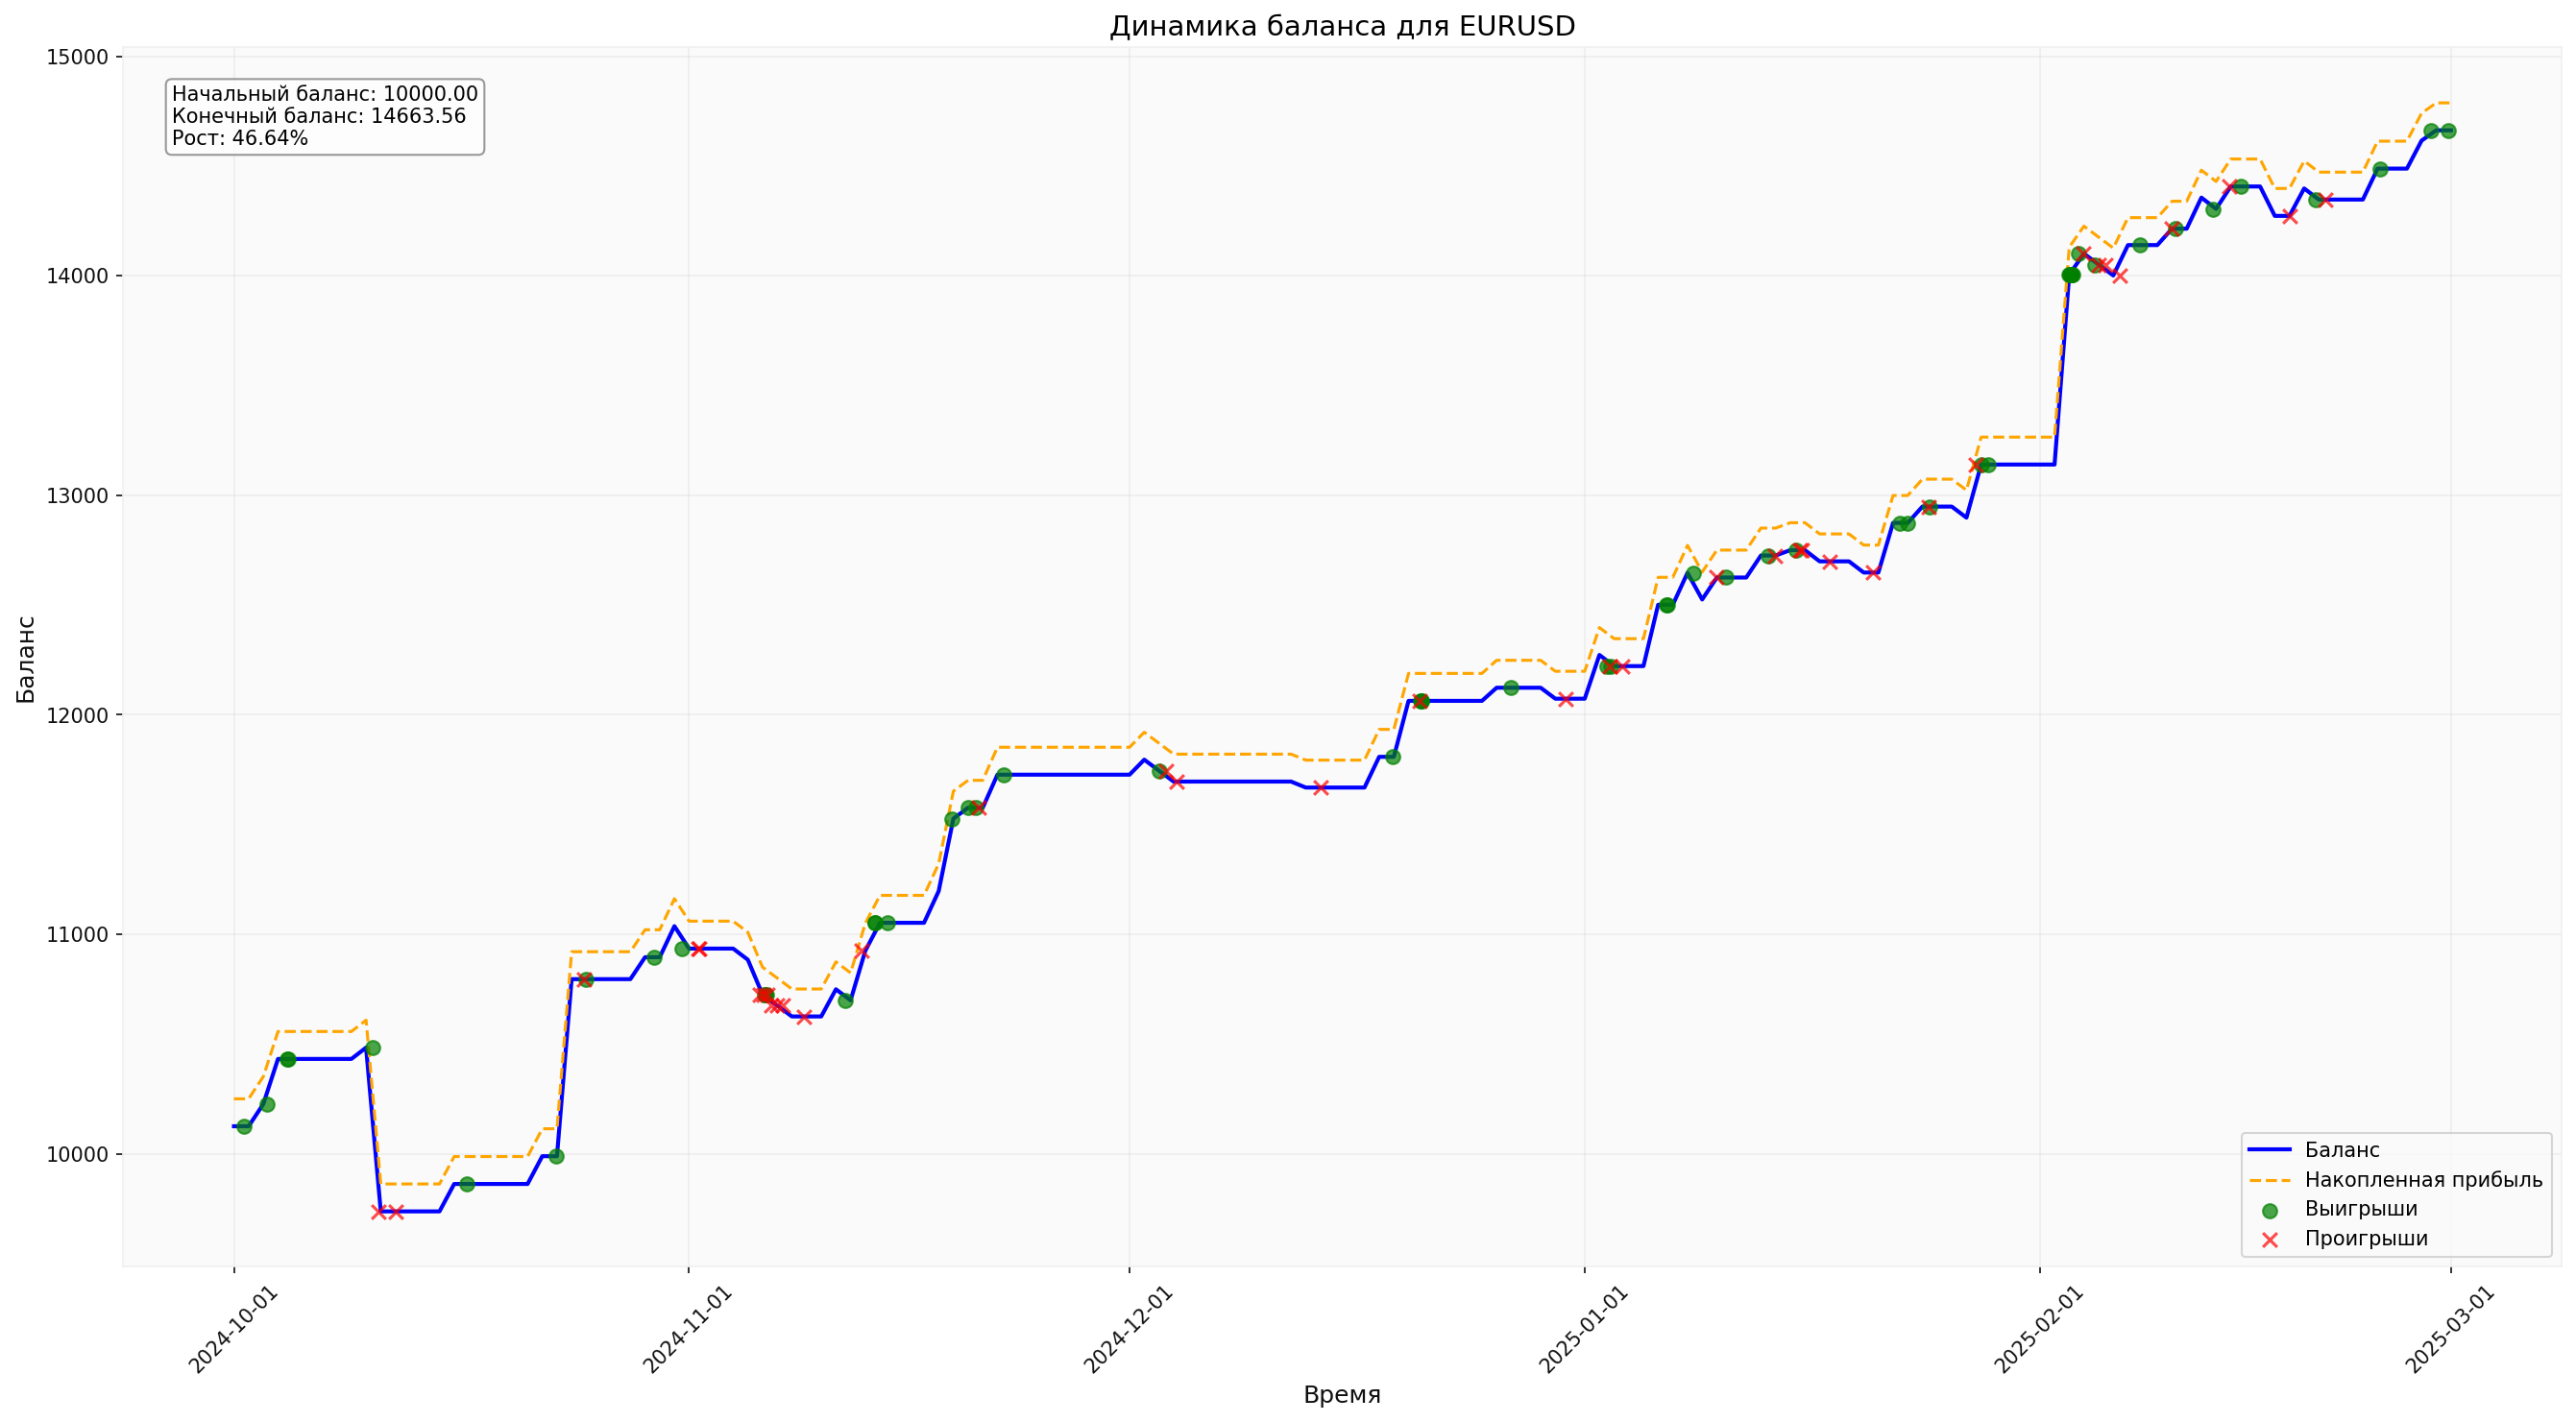 Динамика баланса для EURUSD
15000
Начальный баланс: 10000.00
Конечный баланс: 14663.56
Рост: 46.64%
14000
13000
Баланс
12000
11000
10000
Баланс
Накопленная прибыль
Выигрыши
Проигрыши
2024-10-01
2024-11-01
2024-12-01
2025-01-01
2025-02-01
2025-03-01
Время